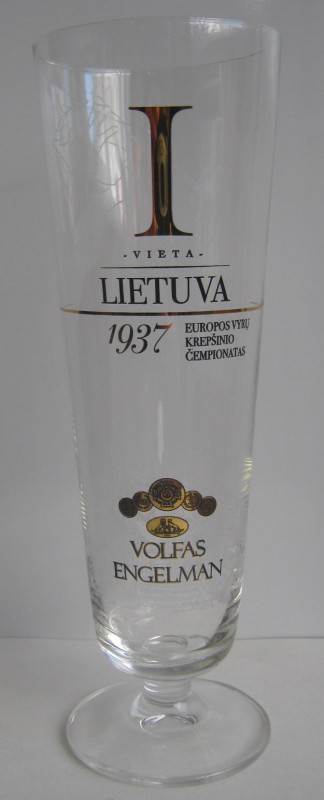 I
- VIETA -
LIETUVA
1937 EUROPOS VYRŲ
KREPŠINIO
ČEMPIONATAS
VOLFAS
ENGELMAN